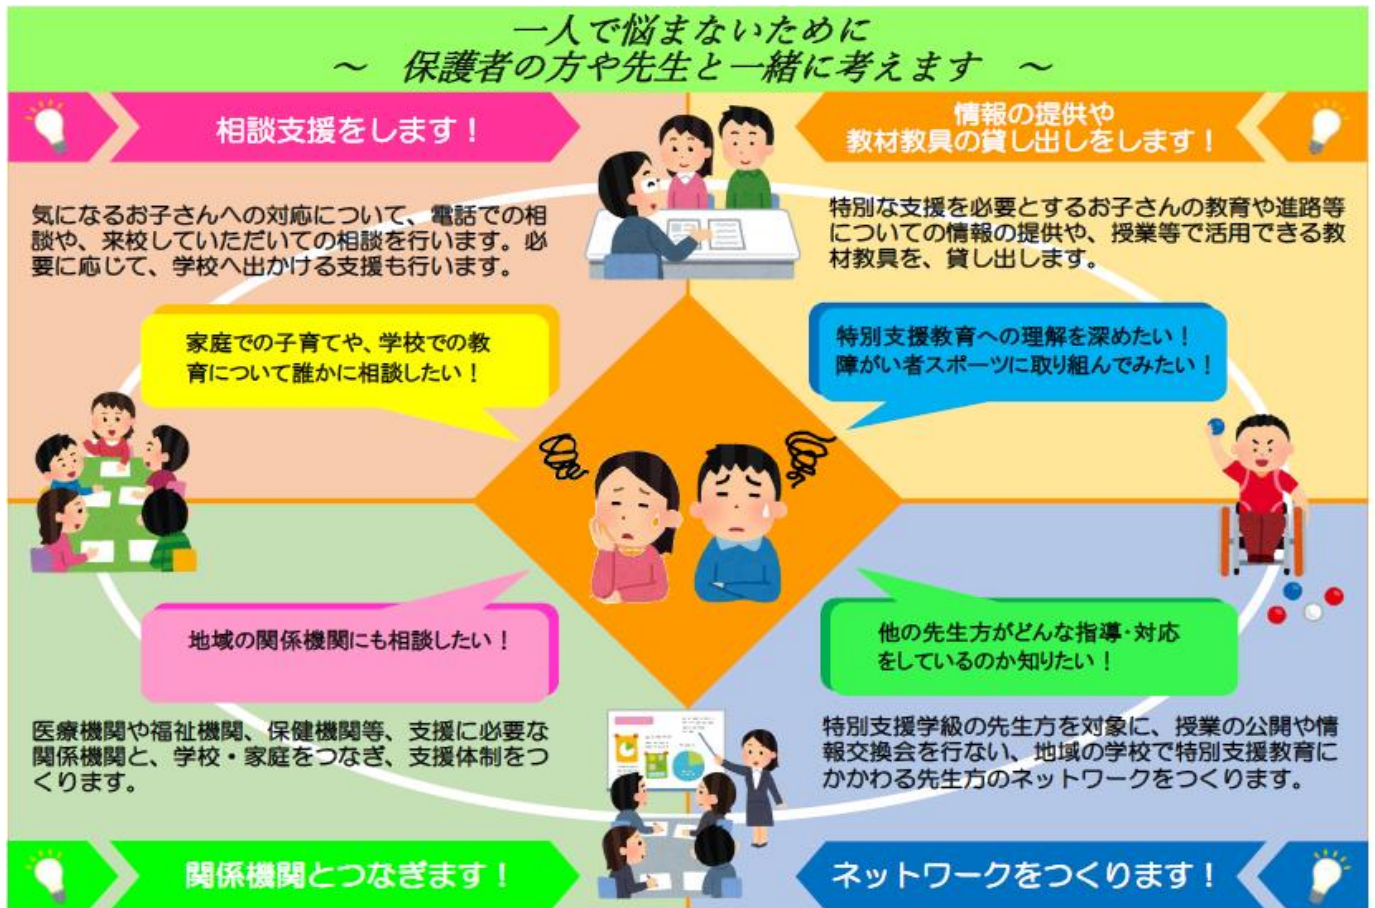 一人で悩まないために
～ 保護者の方や先生と一緒に考えます ～
相談支援をします！
気になるお子さんへの対応について、電話での相
談や、来校していただいての相談を行います。必
要に応じて、学校へ出かける支援も行います。
家庭での子育てや、学校での教
育について誰かに相談したい！
情報の提供や
教材教具の貸し出しをします！
特別な支援を必要とするお子さんの教育や進路等
についての情報の提供や、授業等で活用できる教
材教具を、貸し出します。
特別支援教育への理解を深めたい！
障がい者スポーツに取り組んでみたい！
地域の関係機関にも相談したい！
医療機関や福祉機関、保健機関等、支援に必要な
関係機関と、学校・家庭をつなぎ、支援体制をつ
くります。
関係機関とつなぎます！
他の先生方がどんな指導・対応
をしているのか知りたい！
特別支援学級の先生方を対象に、授業の公開や情
報交換会を行ない、地域の学校で特別支援教育に
かかわる先生方のネットワークをつくります。
ネットワークをつくります！